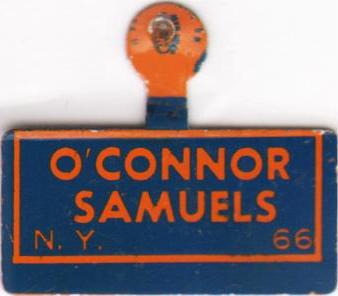 O'CONNOR
SAMUELS
N. Y. 66